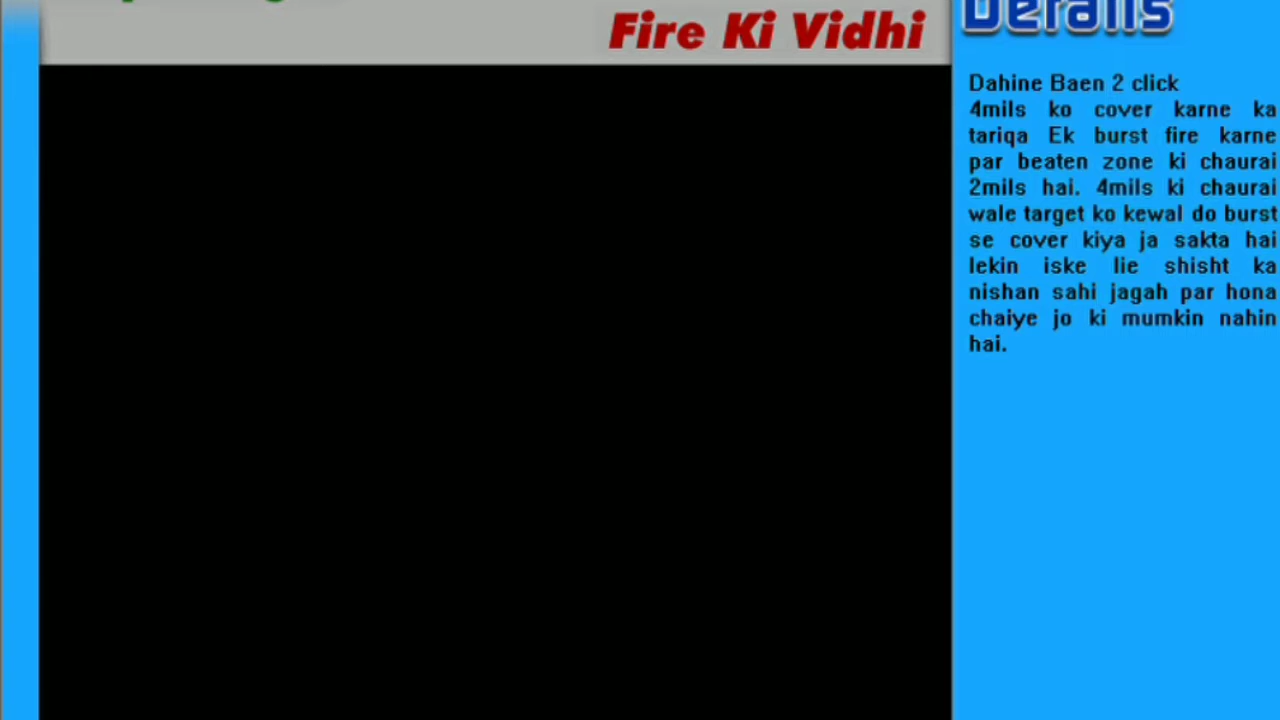 Fire Ki Vidhi
Details
Dahine Baen 2 click
4mils ko cover karne ka
tariqa Ek burst fire karne
par beaten zone ki chaurai
2mils hai. 4mils ki chaurai
wale target ko kewal do burst
se cover kiya ja sakta hai
lekin iske lie shisht ka
nishan sahi jagah par hona
chaiye jo ki mumkin nahin
hai.